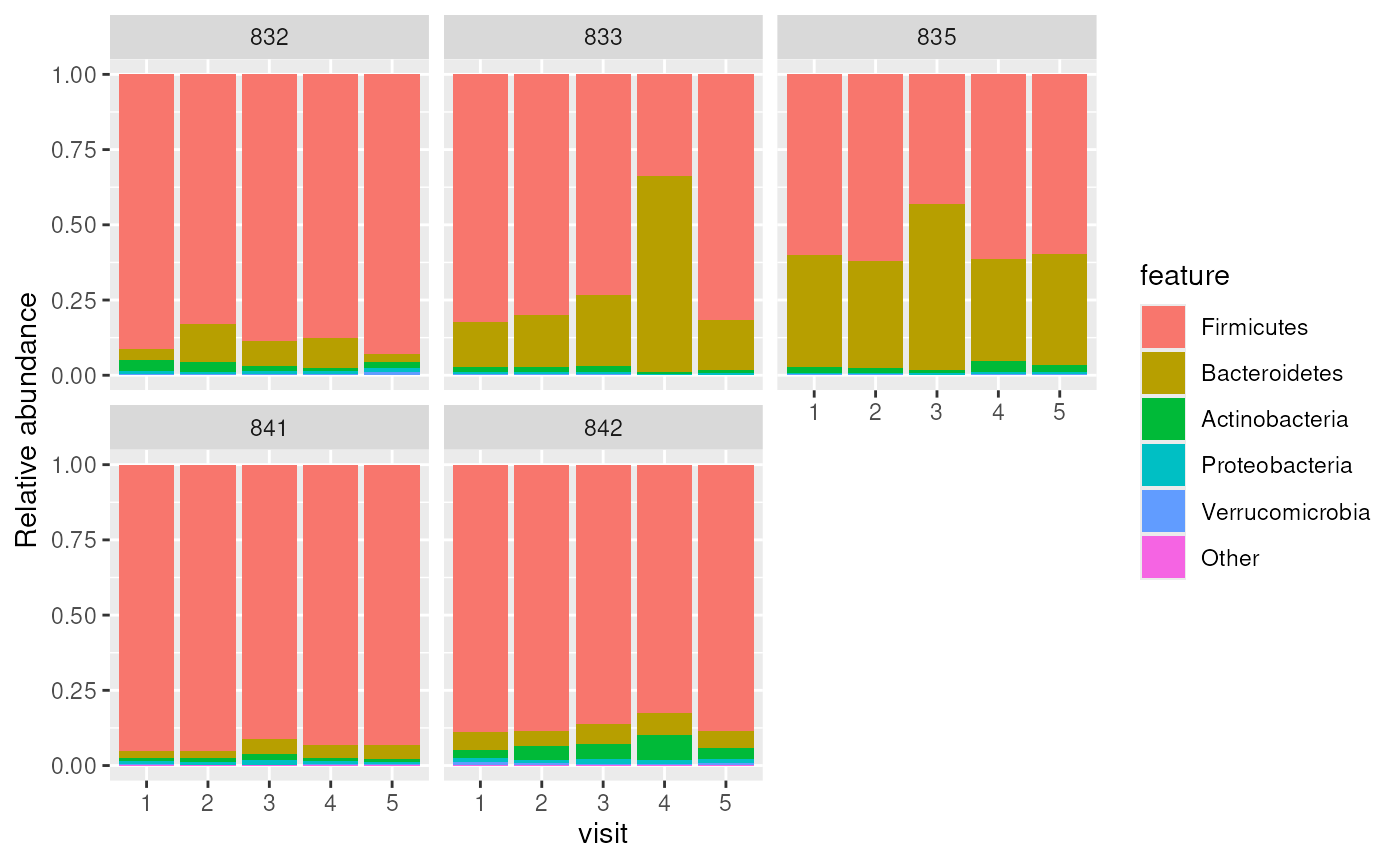 832 833 835
1.00
0.75
0.50
0.25
0.00
1 2 3 4 5
841 842
1.00
0.75
0.50
0.25
0.00
1 2 3 4 5 1 2 3 4 5
visit
Relative abundance
feature
Firmicutes
Bacteroidetes
Actinobacteria
Proteobacteria
Verrucomicrobia
Other